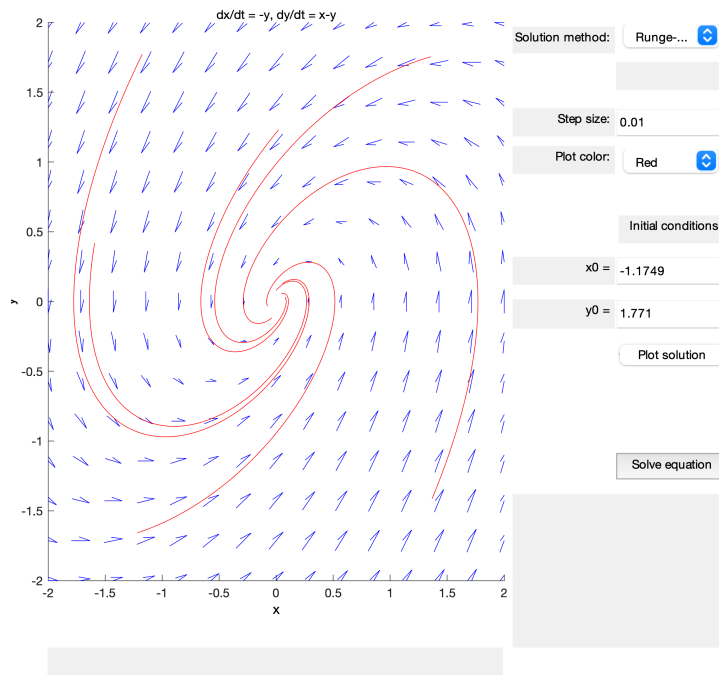 dx/dt = -y, dy/dt = x-y
2
1.5
1
0.5
0
-0.5
-1
-1.5
-2
y
-2
-1.5
-1
-0.5
0
0.5
1
1.5
2
x
Solution method:
Runge-...
Step size:
0.01
Plot color:
Red
Initial conditions
x0 =
-1.1749
y0 =
1.771
Plot solution
Solve equation